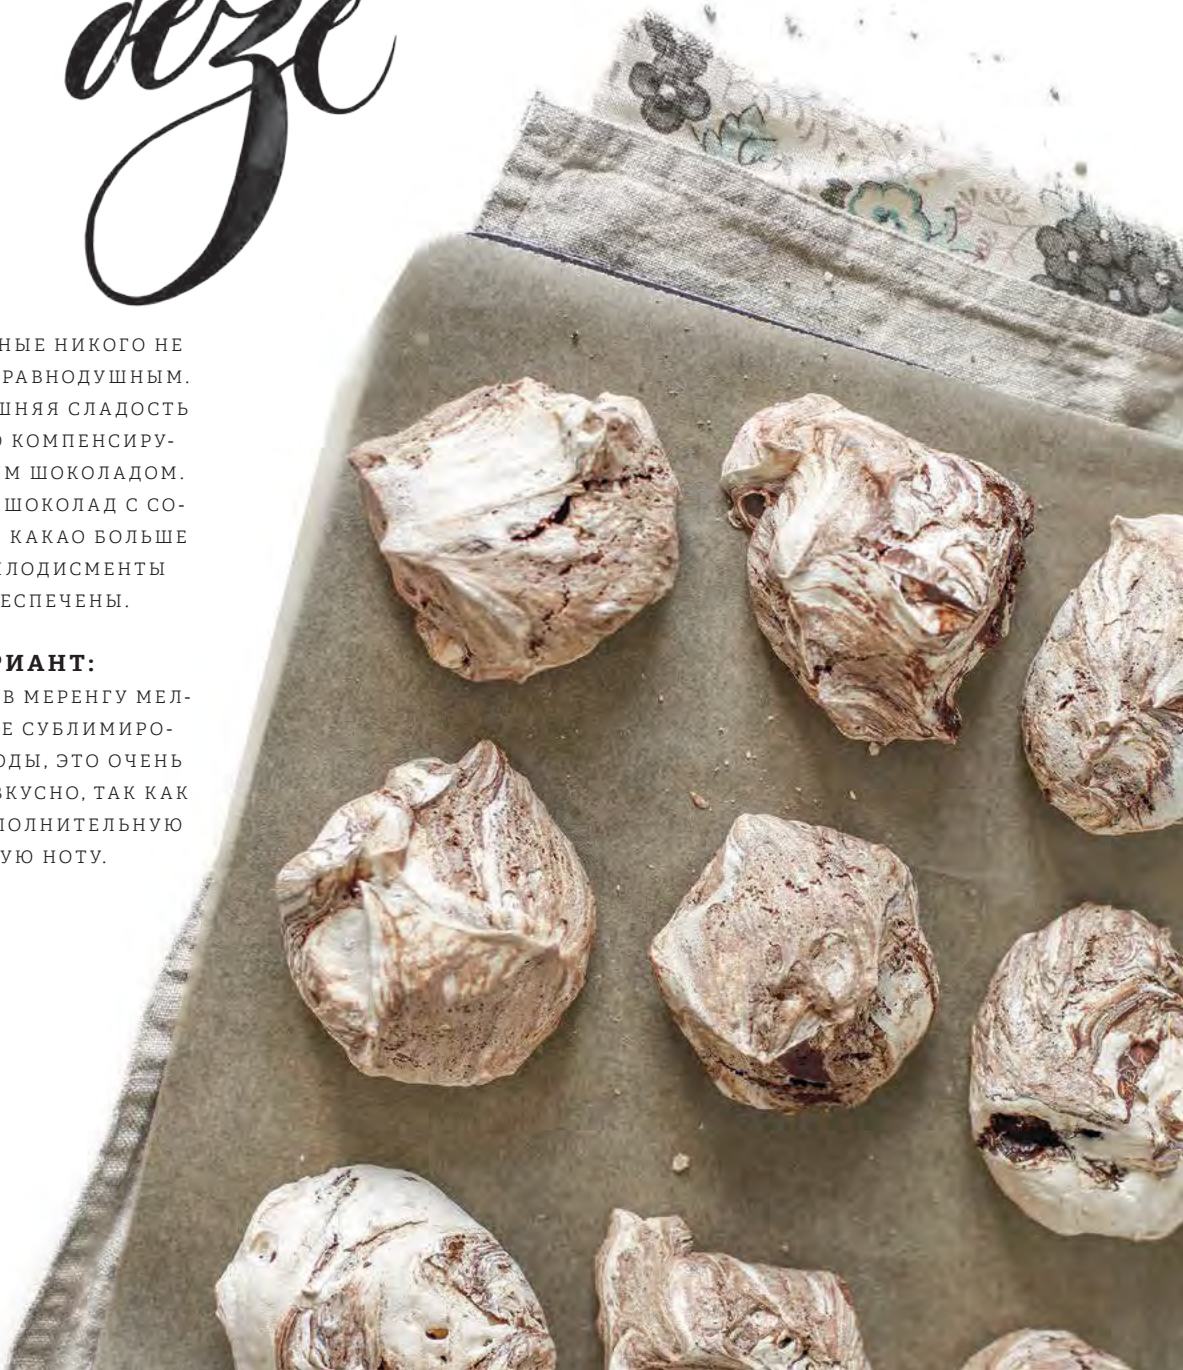 безе
НЫЕ НИКОГО НЕ
РАВНОДУШНЫМ.
ШНЯЯ СЛАДОСТЬ
О КОМПЕНСИРУ-
М ШОКОЛАДОМ.
ШОКОЛАД С СО-
КАКАО БОЛЬШЕ
ЛОДИСМЕНТЫ
ЕСПЕЧЕНЫ.
РИАНТ:
В МЕРЕНГУ МЕЛ-
Е СУБЛИМИРО-
ОДЫ, ЭТО ОЧЕНЬ
ВКУСНО, ТАК КАК
ПОЛНИТЕЛЬНУЮ
УЮ НОТУ.